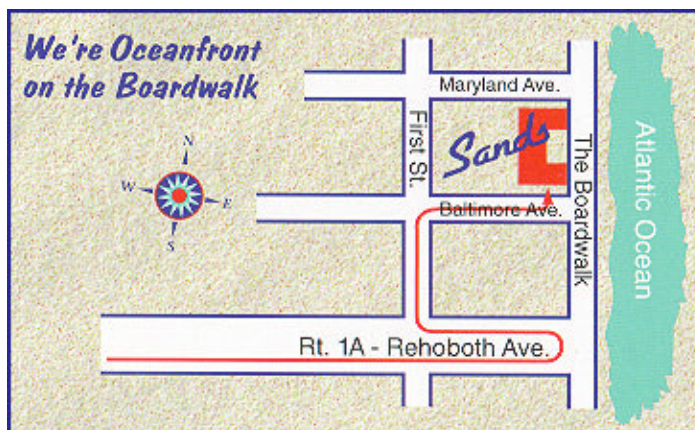 We're Oceanfront
on the Boardwalk
Maryland Ave.
First St.
Sands
The Boardwalk
Atlantic Ocean
N
W
E
S
Baltimore Ave.
Rt. 1A - Rehoboth Ave.